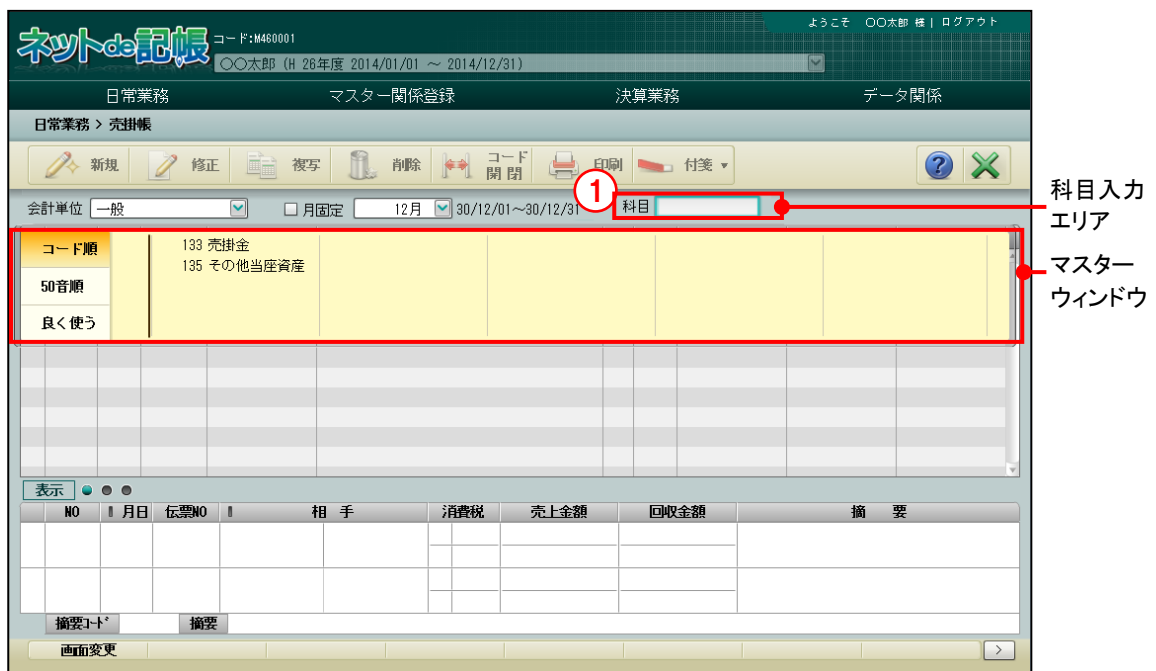 ようこそ 〇〇太郎 様 | ログアウト
ネットde記帳 コード:M460001
〇〇太郎 (H 26年度 2014/01/01 ～ 2014/12/31)
日常業務 マスター関係登録 決算業務 データ関係
日常業務 > 売掛帳
新規 修正 複写 削除 コード開閉 印刷 付箋 ▼ ?
会計単位 一般 月固定 12月 30/12/01～30/12/31 1 科目
科目入力
エリア
コード順 133 売掛金
135 その他当座資産
50音順
良く使う
マスター
ウィンドウ
表示
NO 月日 伝票NO 相 手 消費税 売上金額 回収金額 摘 要
摘要ｺｰﾄﾞ 摘要
画面変更 >